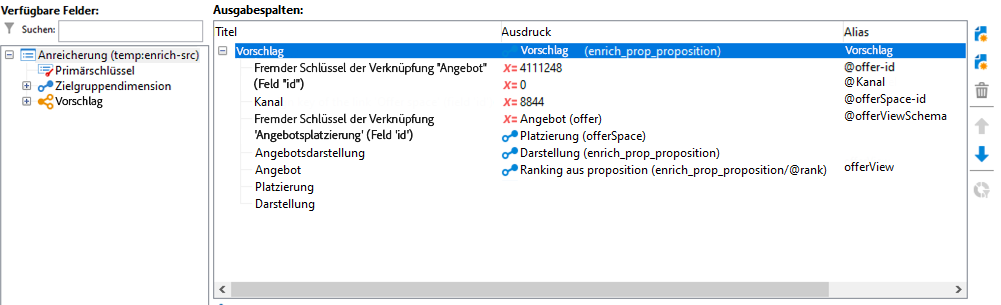 Verfügbare Felder:
Suchen:
Anreicherung (temp:enrich-src)
Primärschlüssel
Zielgruppendimension
Vorschlag
Ausgabespalten:
Titel Ausdruck Alias
Vorschlag Vorschlag (enrich_prop_proposition) Vorschlag
Fremder Schlüssel der Verknüpfung "Angebot" X= 4111248 @offer-id
(Feld "id") X= 0 @Kanal
Kanal X= 8844 @offerSpace-id
Fremder Schlüssel der Verknüpfung X= Angebot (offer) @offerViewSchema
'Angebotsplatzierung' (Feld 'id') Platzierung (offerSpace)
Angebotsdarstellung Darstellung (enrich_prop_proposition)
Angebot Ranking aus proposition (enrich_prop_proposition/@rank) offerView
Platzierung
Darstellung